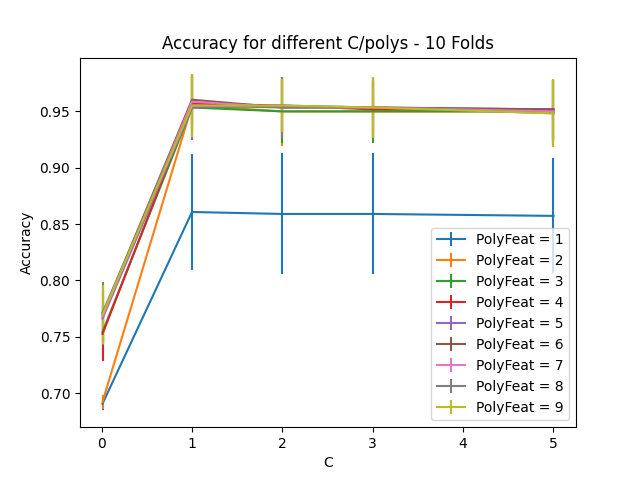 Accuracy for different C/polys - 10 Folds
Accuracy
0.95
0.90
0.85
0.80
0.75
0.70
PolyFeat = 1
PolyFeat = 2
PolyFeat = 3
PolyFeat = 4
PolyFeat = 5
PolyFeat = 6
PolyFeat = 7
PolyFeat = 8
PolyFeat = 9
0 1 2 3 4 5
C